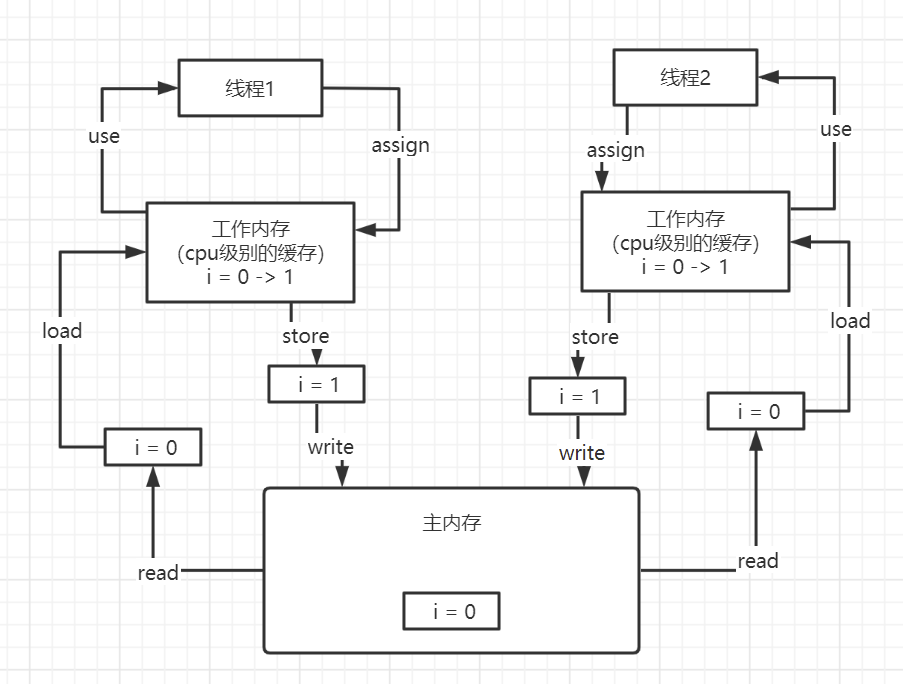 线程1
线程2
use
assign
assign
use
工作内存
(cpu级别的缓存)
i = 0 -> 1
工作内存
(cpu级别的缓存)
i = 0 -> 1
load
store
store
load
i = 1
i = 1
i = 0
i = 0
write
write
主内存
read
read
i = 0